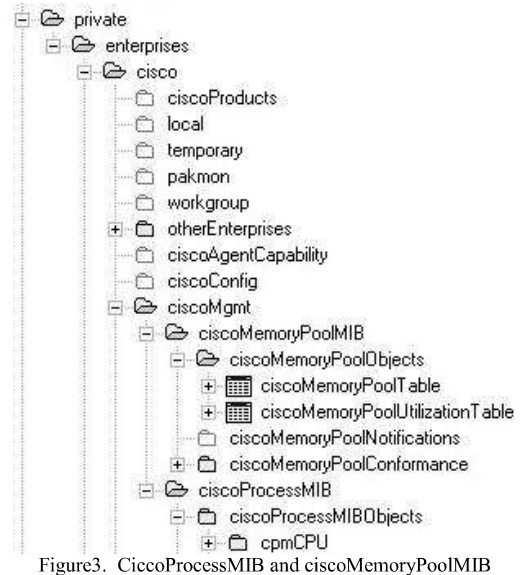 private
enterprises
cisco
ciscoProducts
local
temporary
pakmon
workgroup
otherEnterprises
ciscoAgentCapability
ciscoConfig
ciscoMgmt
ciscoMemoryPoolMIB
ciscoMemoryPoolObjects
ciscoMemoryPoolTable
ciscoMemoryPoolUtilizationTable
ciscoMemoryPoolNotifications
ciscoMemoryPoolConformance
ciscoProcessMIB
ciscoProcessMIBObjects
cpmCPU
Figure3. CiccoProcessMIB and ciscoMemoryPoolMIB